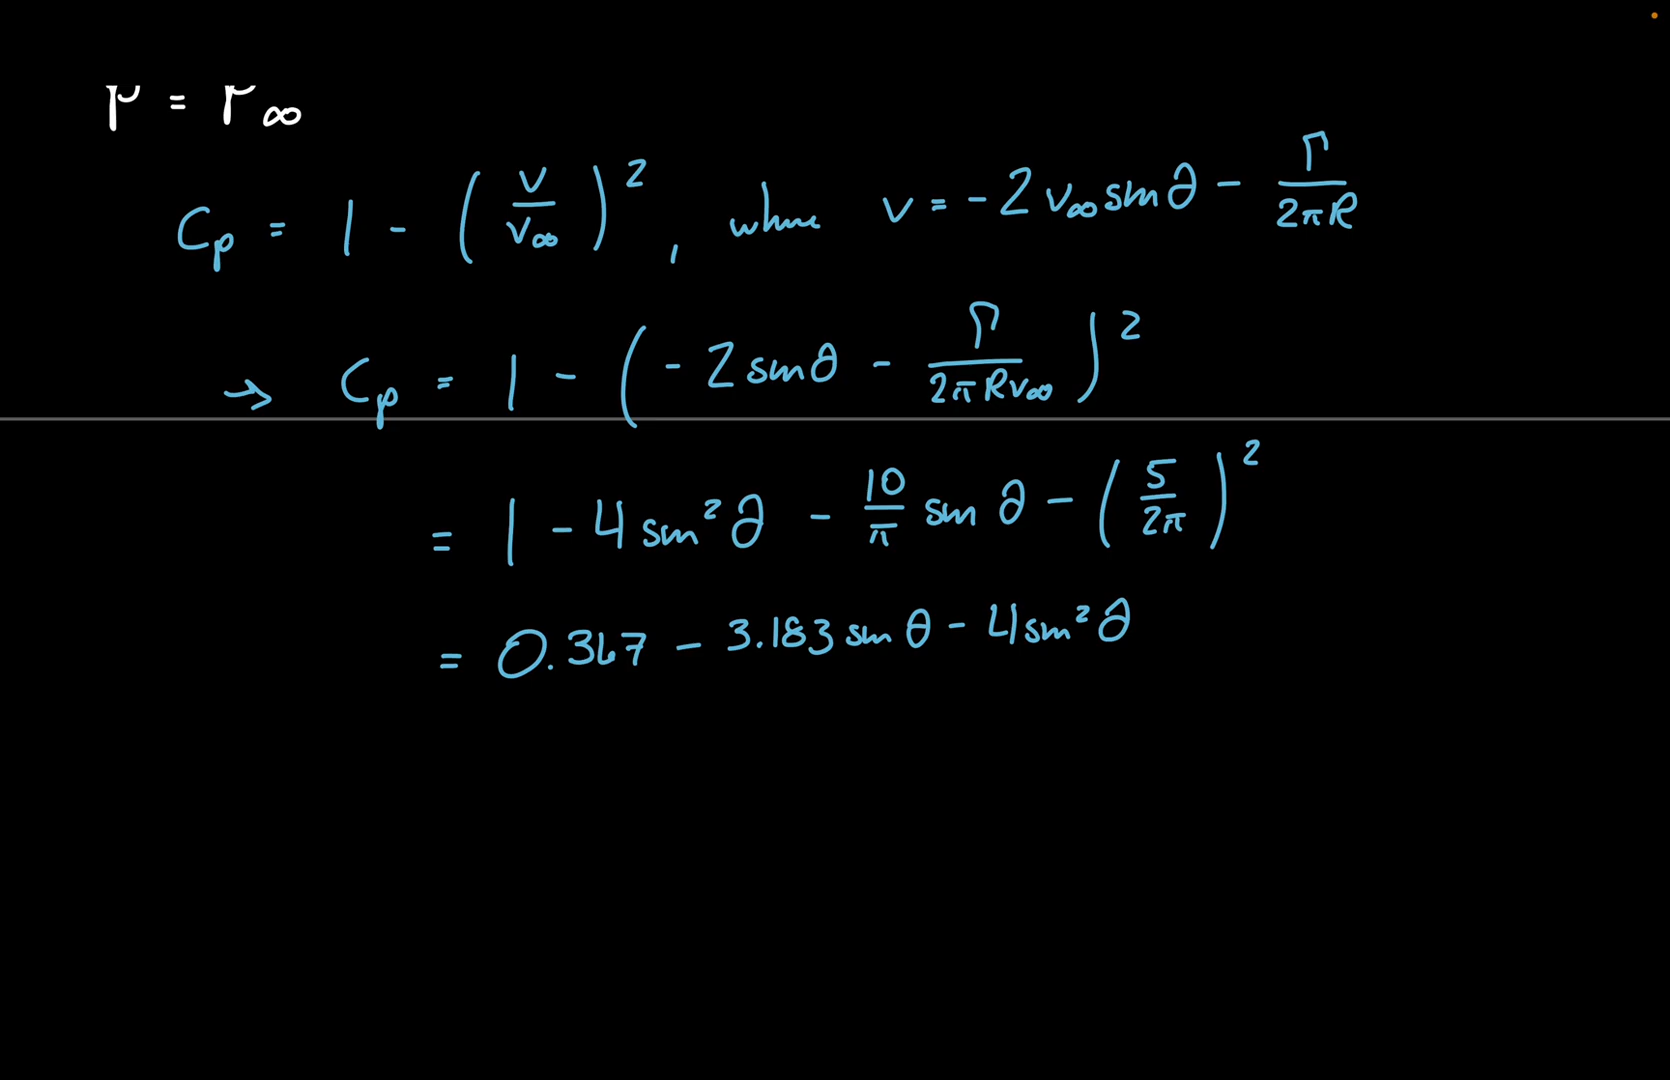 p = p∞
Cp = 1 - (v/v∞)², where v = -2v∞ sin θ - Γ/2πR
→ Cp = 1 - (-2 sin θ - Γ/2πRv∞)²
= 1 - 4 sin²θ - 10/π sin θ - (5/2π)²
= 0.367 - 3.183 sin θ - 4 sin²θ